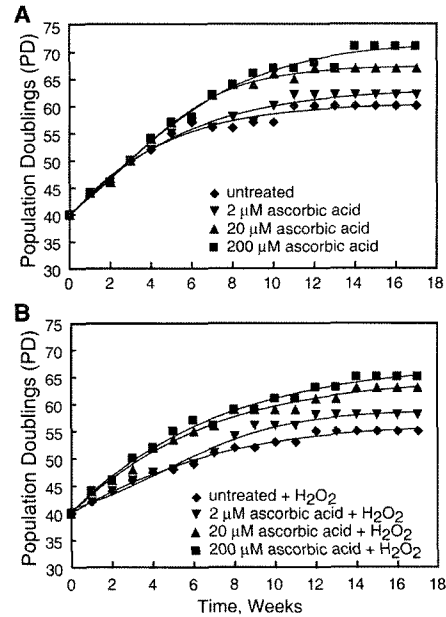 A
Population Doublings (PD)
75
70
65
60
55
50
45
40
35
30
◆ untreated
▼ 2 µM ascorbic acid
▲ 20 µM ascorbic acid
■ 200 µM ascorbic acid
0 2 4 6 8 10 12 14 16 18
B
Population Doublings (PD)
75
70
65
60
55
50
45
40
35
30
◆ untreated + H2O2
▼ 2 µM ascorbic acid + H2O2
▲ 20 µM ascorbic acid + H2O2
■ 200 µM ascorbic acid + H2O2
0 2 4 6 8 10 12 14 16 18
Time, Weeks